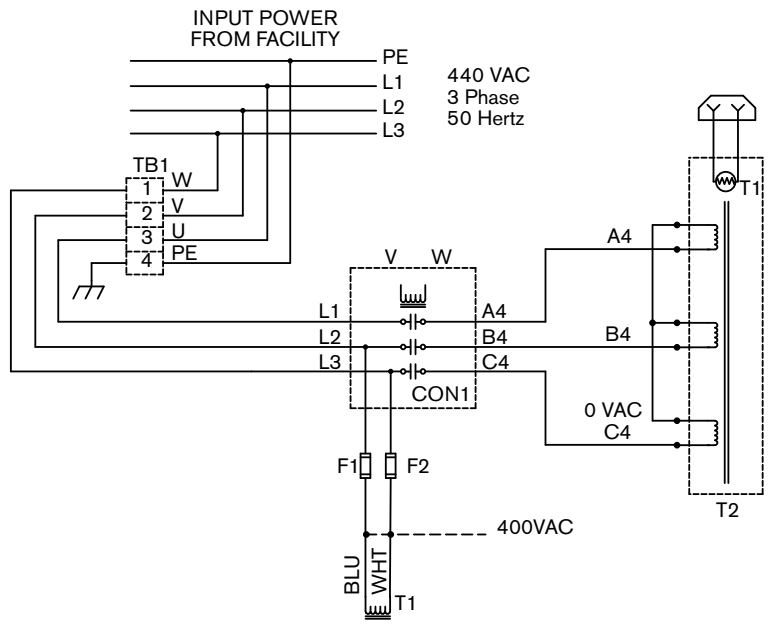 INPUT POWER
FROM FACILITY
PE
L1
L2
L3
440 VAC
3 Phase
50 Hertz
TB1
1 W
2 V
3 U
4 PE
T1
A4
V W
L1 A4
L2 B4 B4
L3 C4
CON1
0 VAC
C4
F1 F2
T2
400VAC
BLU
WHT
T1